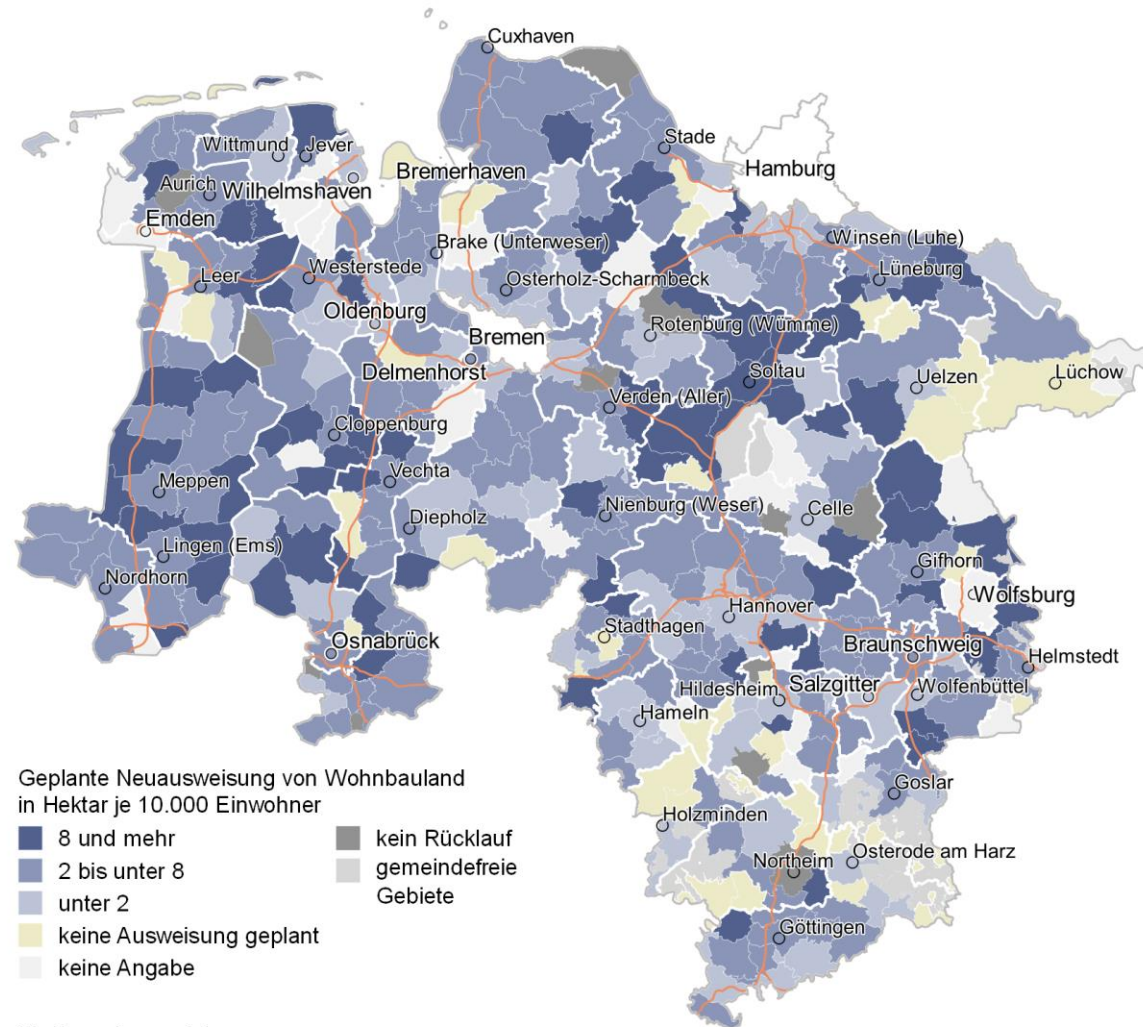 Cuxhaven
Wittmund
Jever
Stade
Hamburg
Bremerhaven
Aurich
Wilhelmshaven
Emden
Brake (Unterweser)
Winsen (Luhe)
Leer
Westerstede
Osterholz-Scharmbeck
Lüneburg
Oldenburg
Rotenburg (Wümme)
Bremen
Delmenhorst
Soltau
Uelzen
Lüchow
Verden (Aller)
Cloppenburg
Meppen
Vechta
Diepholz
Nienburg (Weser)
Celle
Lingen (Ems)
Nordhorn
Gifhorn
Wolfsburg
Hannover
Stadthagen
Osnabrück
Braunschweig
Helmstedt
Hildesheim
Salzgitter
Wolfenbüttel
Hameln
Goslar
Holzminden
Northeim
Osterode am Harz
Göttingen
Geplante Neuausweisung von Wohnbauland
in Hektar je 10.000 Einwohner
8 und mehr
2 bis unter 8
unter 2
keine Ausweisung geplant
keine Angabe
kein Rücklauf
gemeindefreie
Gebiete